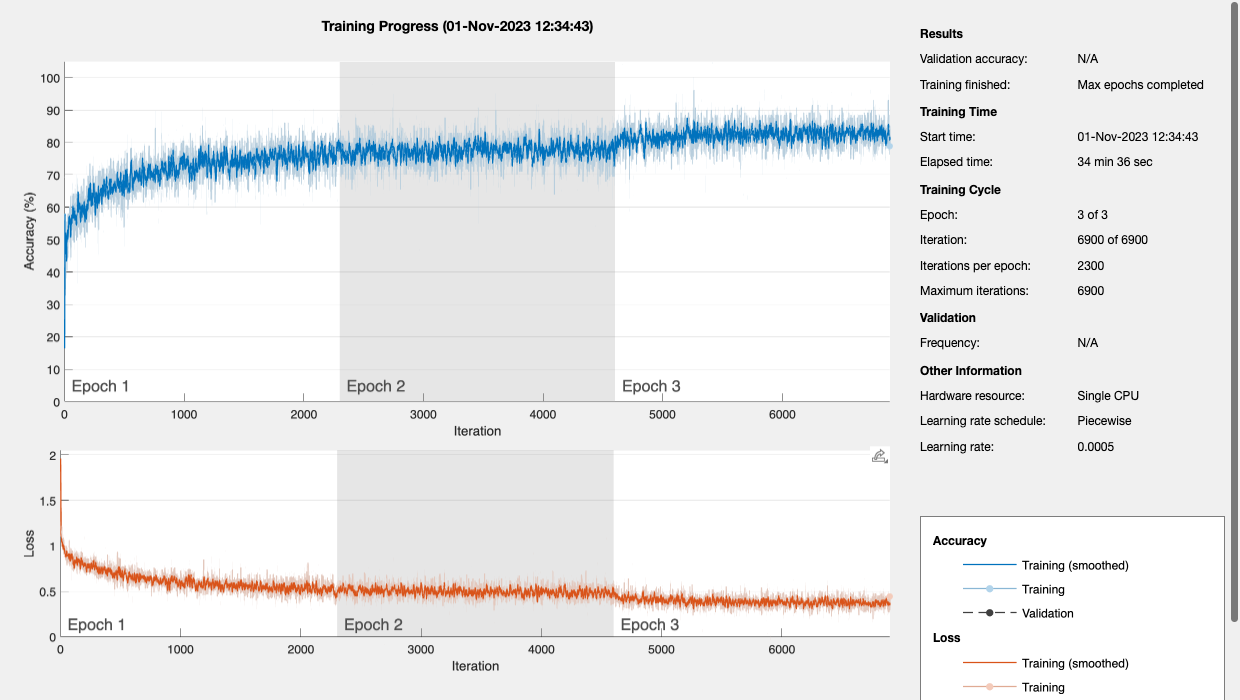 Training Progress (01-Nov-2023 12:34:43)
100
90
80
70
60
50
40
30
20
10
0
Accuracy (%)
Epoch 1
Epoch 2
Epoch 3
0
1000
2000
3000
4000
5000
6000
Iteration
2
1.5
1
0.5
0
Loss
Epoch 1
Epoch 2
Epoch 3
0
1000
2000
3000
4000
5000
6000
Iteration
Results
Validation accuracy: N/A
Training finished: Max epochs completed
Training Time
Start time: 01-Nov-2023 12:34:43
Elapsed time: 34 min 36 sec
Training Cycle
Epoch: 3 of 3
Iteration: 6900 of 6900
Iterations per epoch: 2300
Maximum iterations: 6900
Validation
Frequency: N/A
Other Information
Hardware resource: Single CPU
Learning rate schedule: Piecewise
Learning rate: 0.0005
Accuracy
Training (smoothed)
Training
Validation
Loss
Training (smoothed)
Training